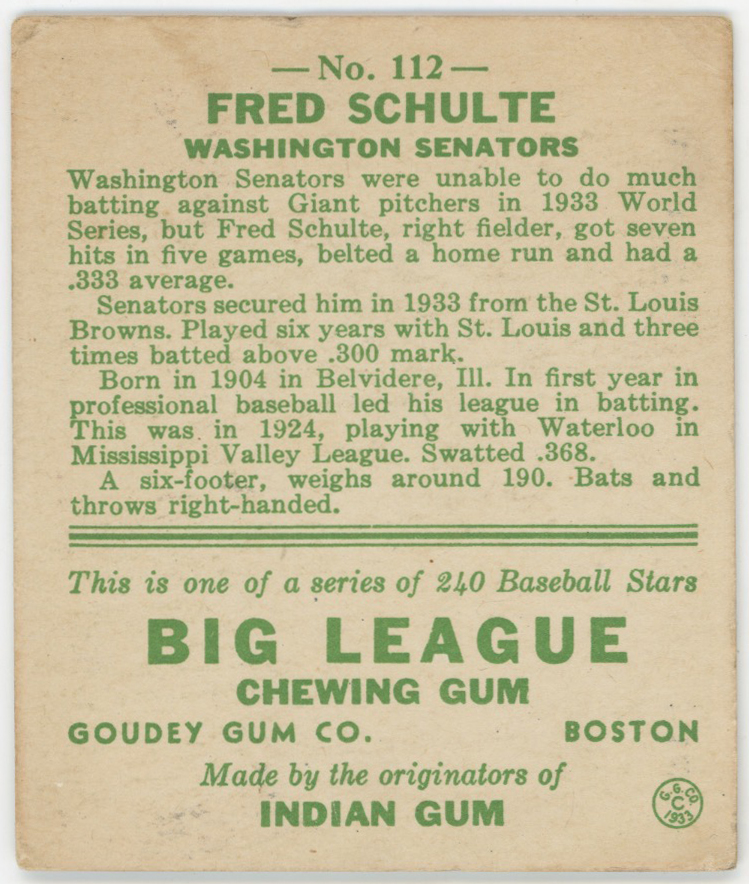 — No. 112 —
FRED SCHULTE
WASHINGTON SENATORS
Washington Senators were unable to do much
batting against Giant pitchers in 1933 World
Series, but Fred Schulte, right fielder, got seven
hits in five games, belted a home run and had a
.333 average.
Senators secured him in 1933 from the St. Louis
Browns. Played six years with St. Louis and three
times batted above .300 mark.
Born in 1904 in Belvidere, Ill. In first year in
professional baseball led his league in batting.
This was in 1924, playing with Waterloo in
Mississippi Valley League. Swatted .368.
A six-footer, weighs around 190. Bats and
throws right-handed.
This is one of a series of 240 Baseball Stars
BIG LEAGUE
CHEWING GUM
GOUDEY GUM CO. BOSTON
Made by the originators of
INDIAN GUM
G.G.CO.
C
1933